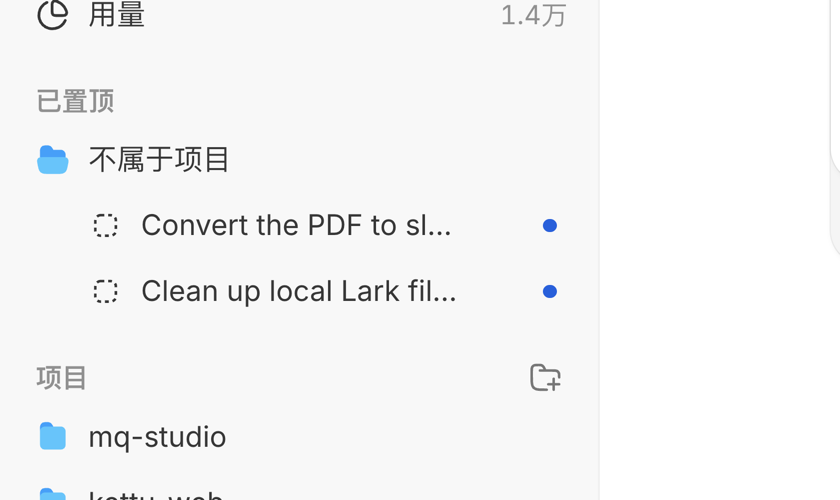 用量 1.4万
已置顶
不属于项目
Convert the PDF to sl...
Clean up local Lark fil...
项目
mq-studio